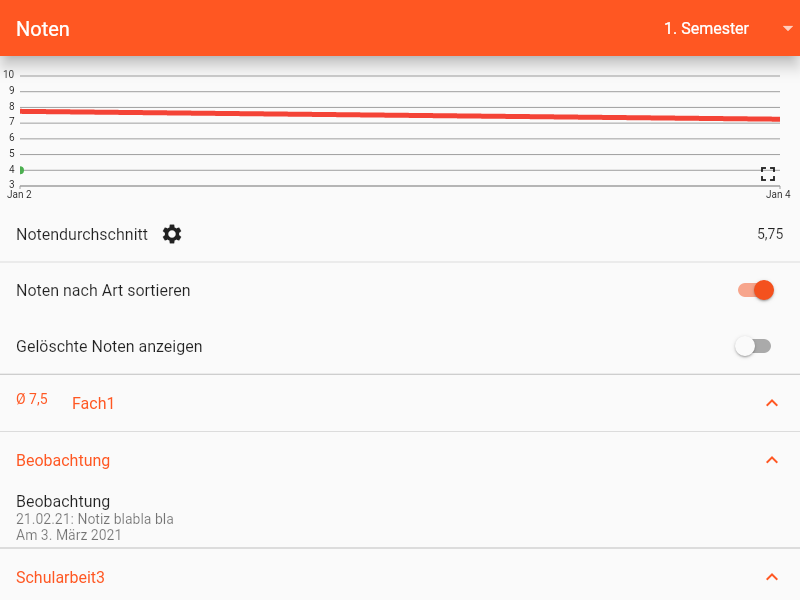 Noten
1. Semester
10
9
8
7
6
5
4
3
Jan 2
Jan 4
Notendurchschnitt
5,75
Noten nach Art sortieren
Gelöschte Noten anzeigen
Ø 7,5
Fach1
Beobachtung
Beobachtung
21.02.21: Notiz blabla bla
Am 3. März 2021
Schularbeit3